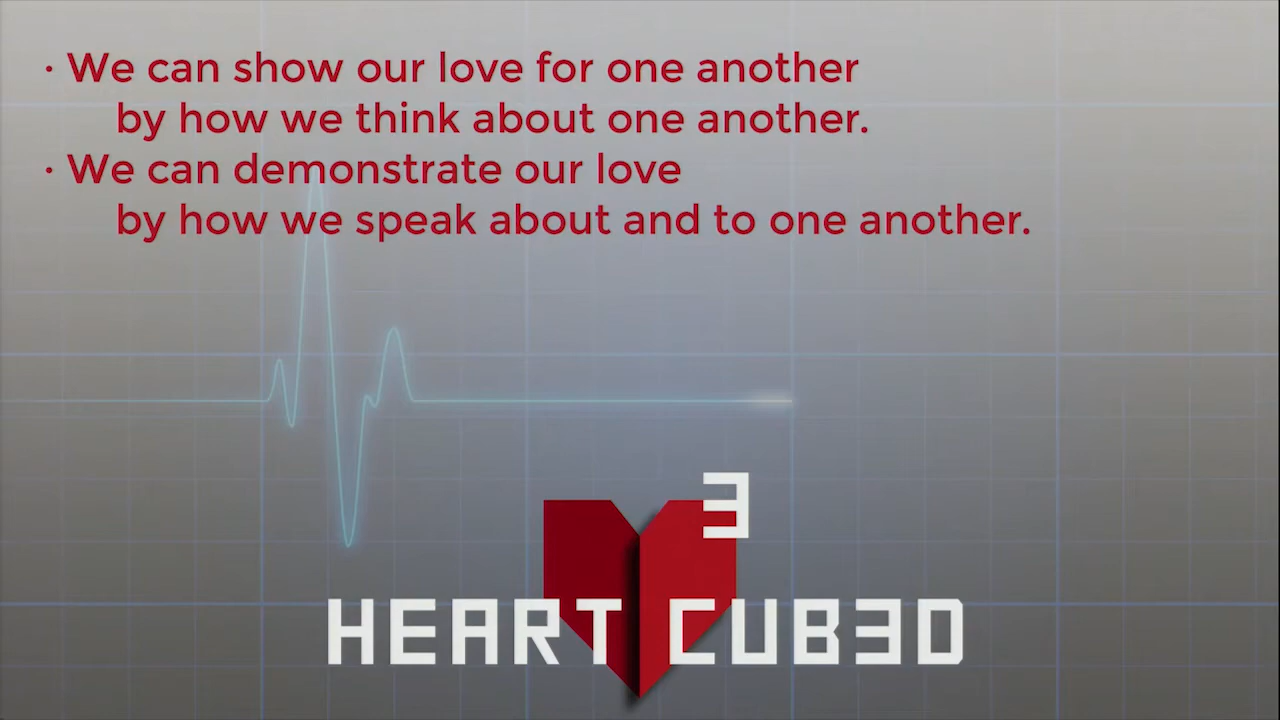 · We can show our love for one another
by how we think about one another.
· We can demonstrate our love
by how we speak about and to one another.
3
HEART CUB3D